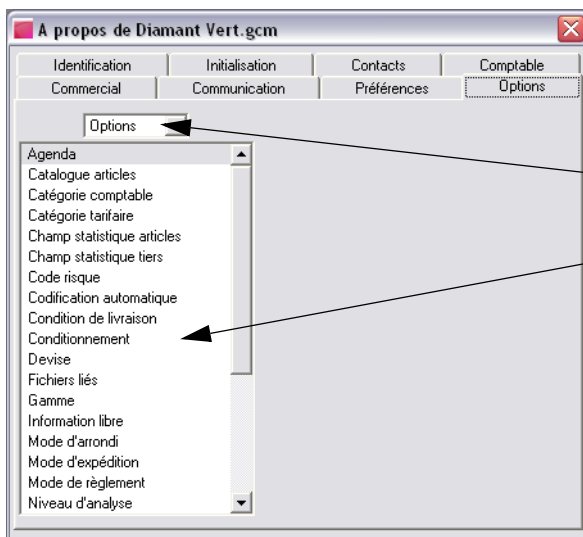 A propos de Diamant Vert.gcm
Identification Initialisation Contacts Comptable
Commercial Communication Préférences Options
Options
Agenda
Catalogue articles
Catégorie comptable
Catégorie tarifaire
Champ statistique articles
Champ statistique tiers
Code risque
Codification automatique
Condition de livraison
Conditionnement
Devise
Fichiers liés
Gamme
Information libre
Mode d'arrondi
Mode d'expédition
Mode de règlement
Niveau d'analyse